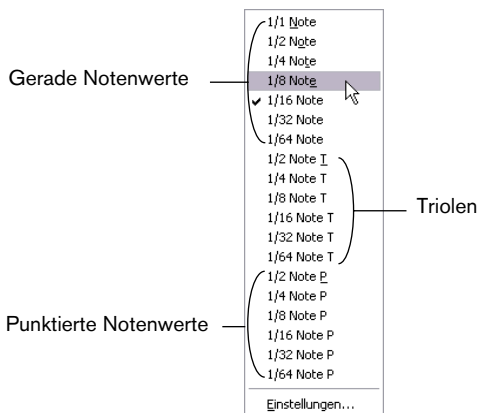 1/1 Note
1/2 Note
1/4 Note
Gerade Notenwerte
1/8 Note
1/16 Note
1/32 Note
1/64 Note
1/2 Note T
1/4 Note T
1/8 Note T
Triolen
1/16 Note T
1/32 Note T
1/64 Note T
1/2 Note P
1/4 Note P
1/8 Note P
Punktierte Notenwerte
1/16 Note P
1/32 Note P
1/64 Note P
Einstellungen...